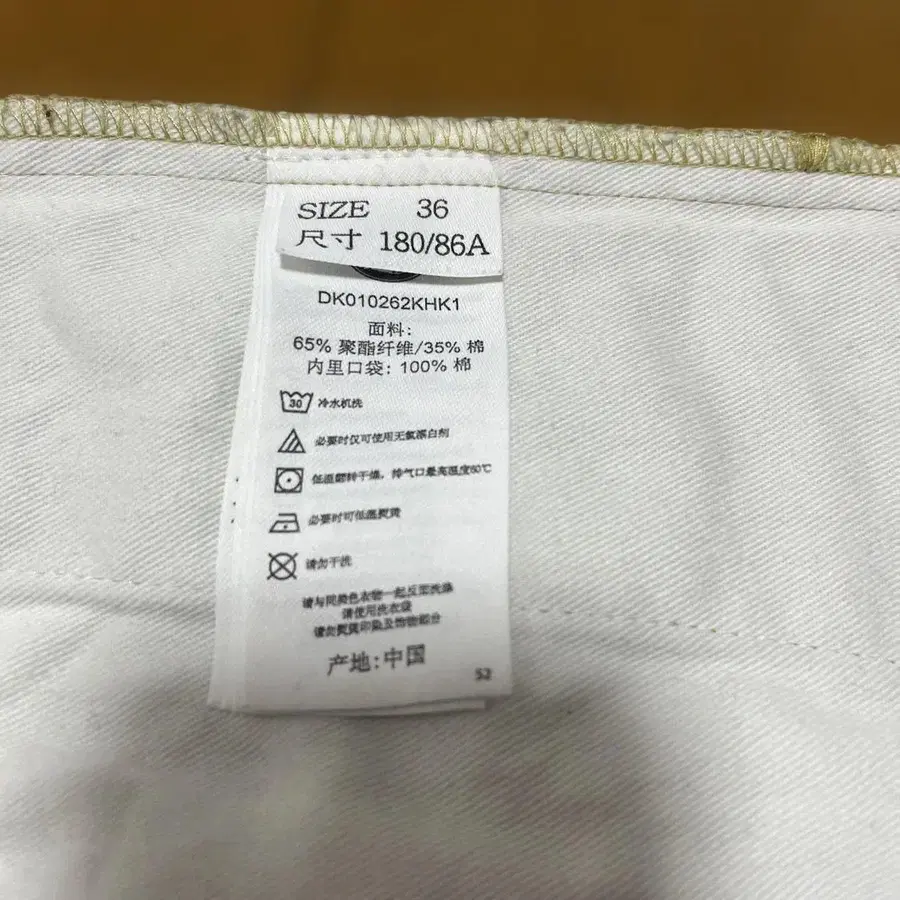 SIZE 36
尺寸 180/86A
DK010262KHK1
面料:
65% 聚酯纤维/35% 棉
内里口袋: 100% 棉
30 冷水机洗
必要时仅可使用无氯漂白剂
低温翻转干燥，排气口最高温度60℃
必要时可低温熨烫
请勿干洗
请与同类色衣物一起反面洗涤
请使用洗衣袋
请勿熨烫印染及饰物部分
产地: 中国
52